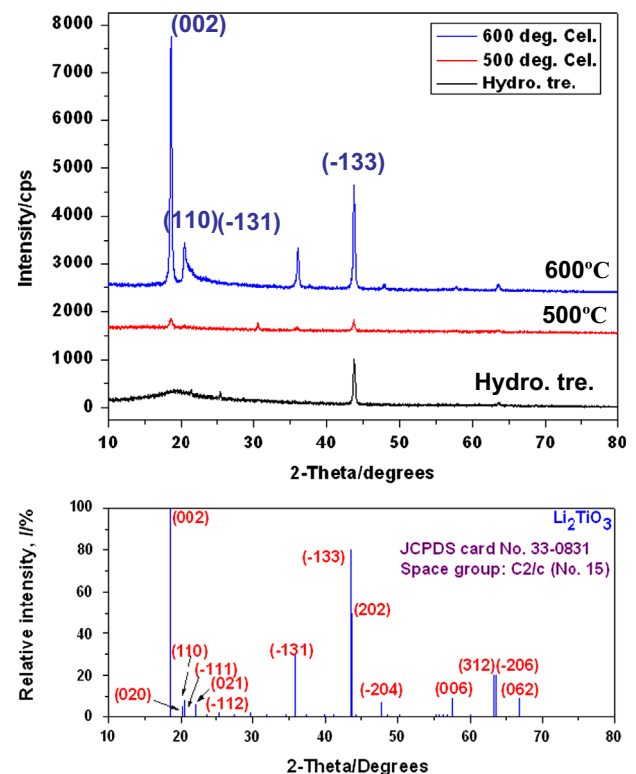 8000
7000
6000
5000
4000
3000
2000
1000
0
Intensity/cps
(002)
600 deg. Cel.
500 deg. Cel.
Hydro. tre.
(-133)
(110)(-131)
600°C
500°C
Hydro. tre.
10 20 30 40 50 60 70 80
2-Theta/degrees
100
80
60
40
20
0
Relative intensity, I/%
(002)
Li₂TiO₃
JCPDS card No. 33-0831
Space group: C2/c (No. 15)
(-133)
(202)
(110)
(-111)
(-131)
(021)
(020)
(-112)
(-204)
(006)
(312)(-206)
(062)
10 20 30 40 50 60 70 80
2-Theta/Degrees